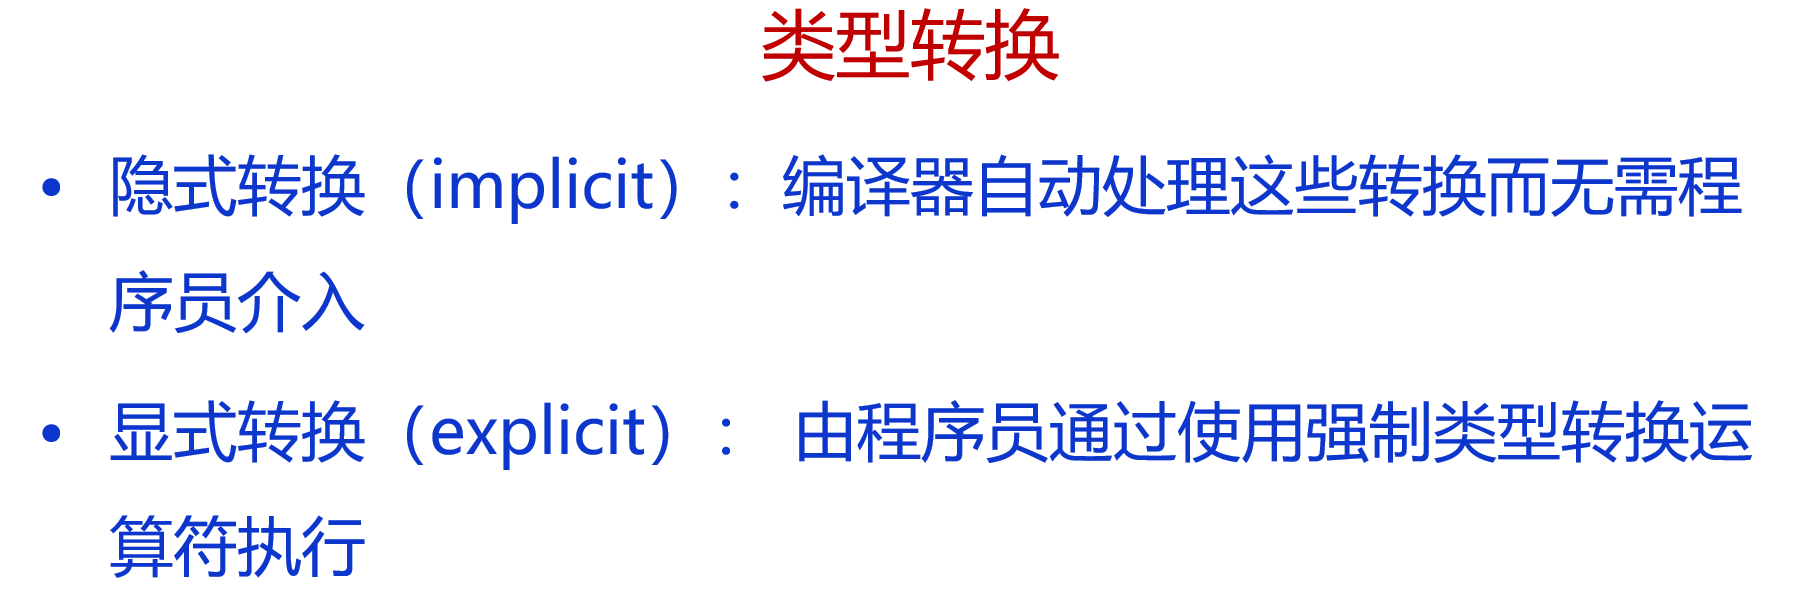 类型转换
• 隐式转换（implicit）：编译器自动处理这些转换而无需程
序员介入
• 显式转换（explicit）： 由程序员通过使用强制类型转换运
算符执行